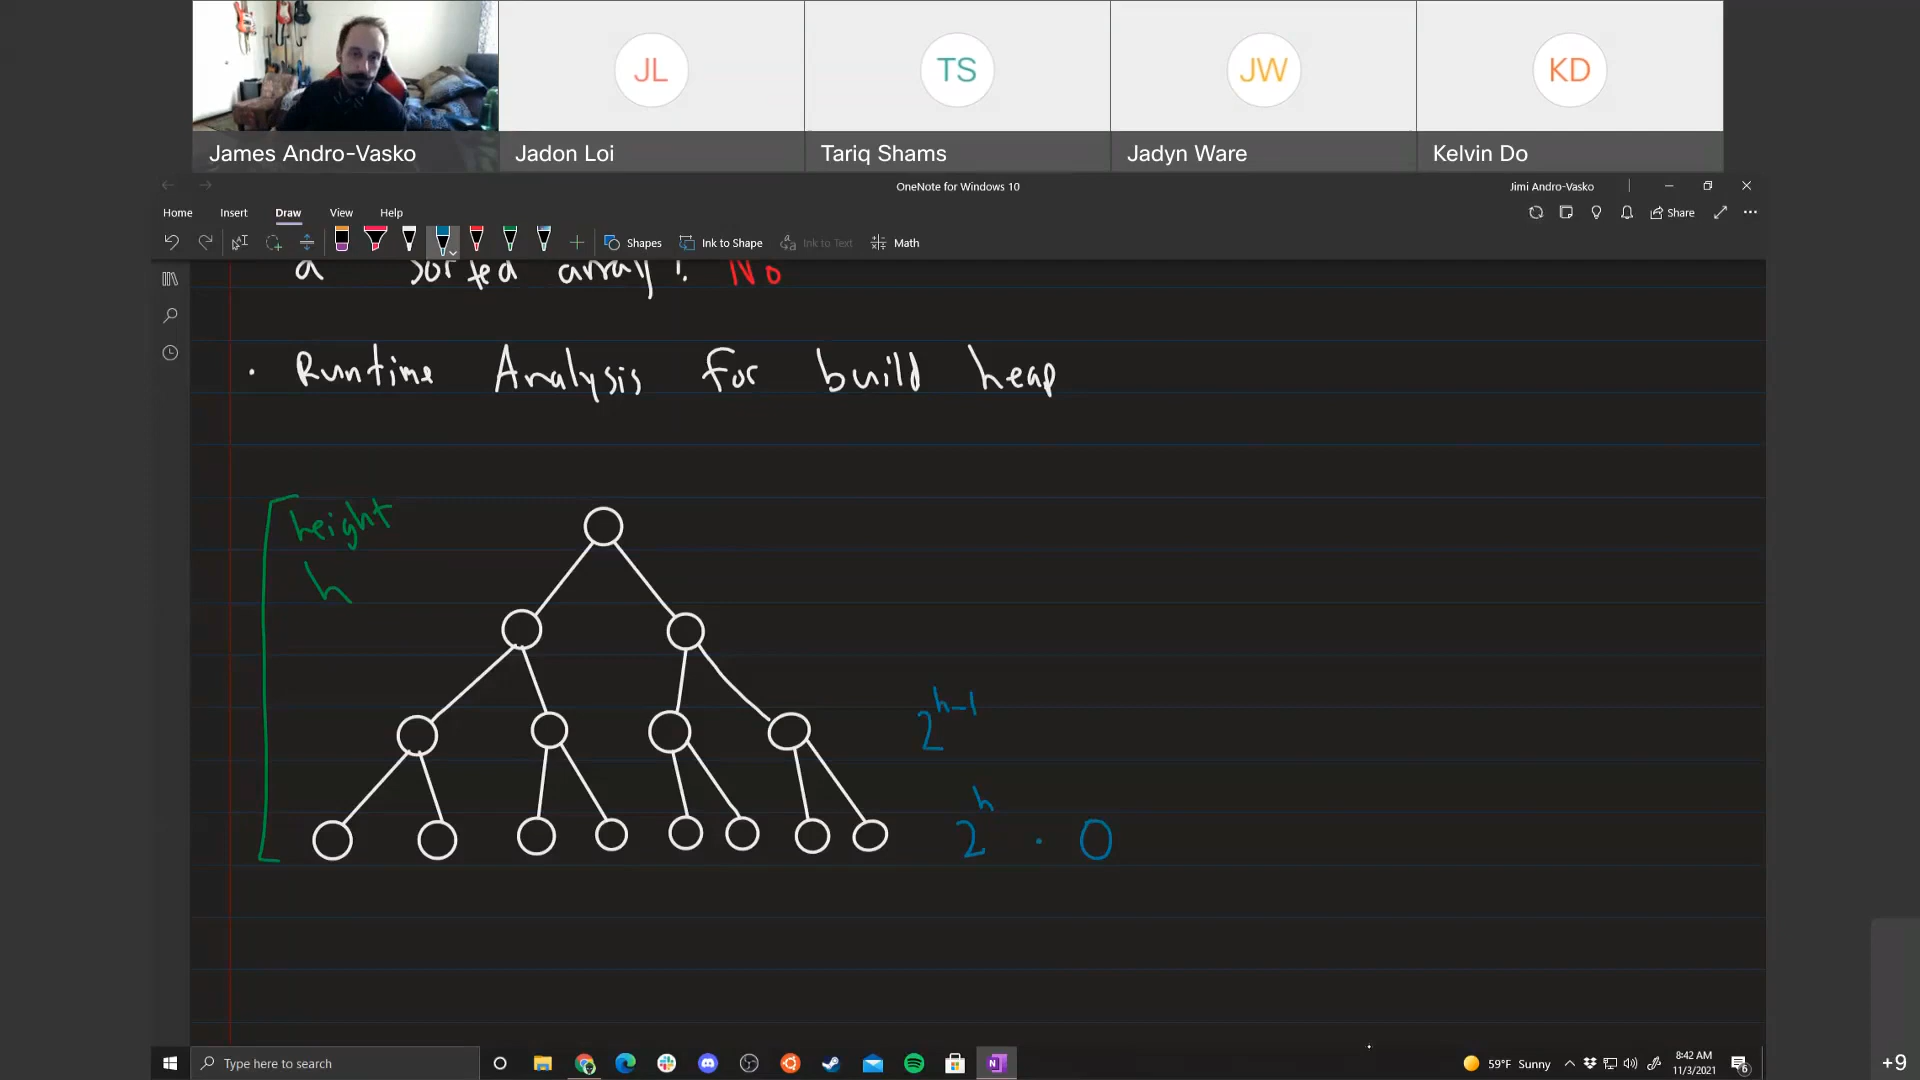 JL
TS
JW
KD
James Andro-Vasko
Jadon Loi
Tariq Shams
Jadyn Ware
Kelvin Do
OneNote for Windows 10
Jimi Andro-Vasko
Home Insert Draw View Help
Share
Shapes
Ink to Shape
Ink to Text
Math
a sorted array? No
· Runtime Analysis for build heap
height
h
2^{h-1}
2^h · 0
Type here to search
59°F Sunny
8:42 AM
11/3/2021
6
+9